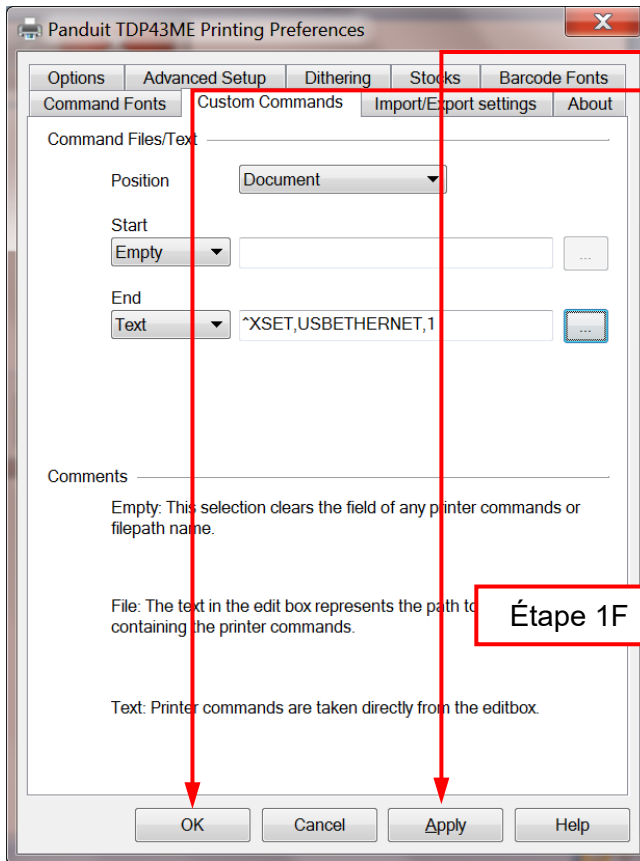 Panduit TDP43ME Printing Preferences
X
Options Advanced Setup Dithering Stocks Barcode Fonts
Command Fonts Custom Commands Import/Export settings About
Command Files/Text
Position Document
Start
Empty ...
End
Text ^XSET,USBETHERNET,1 ...
Comments
Empty: This selection clears the field of any printer commands or
filepath name.
File: The text in the edit box represents the path to
containing the printer commands.
Étape 1F
Text: Printer commands are taken directly from the editbox.
OK Cancel Apply Help